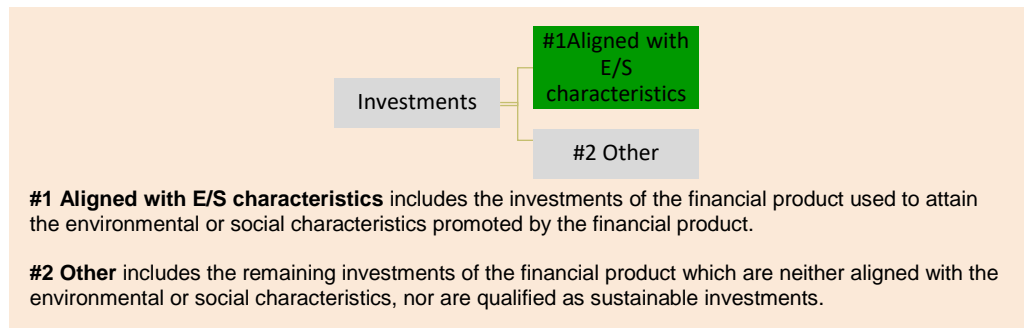 #1Aligned with
E/S
characteristics
Investments
#2 Other
#1 Aligned with E/S characteristics includes the investments of the financial product used to attain
the environmental or social characteristics promoted by the financial product.
#2 Other includes the remaining investments of the financial product which are neither aligned with the
environmental or social characteristics, nor are qualified as sustainable investments.